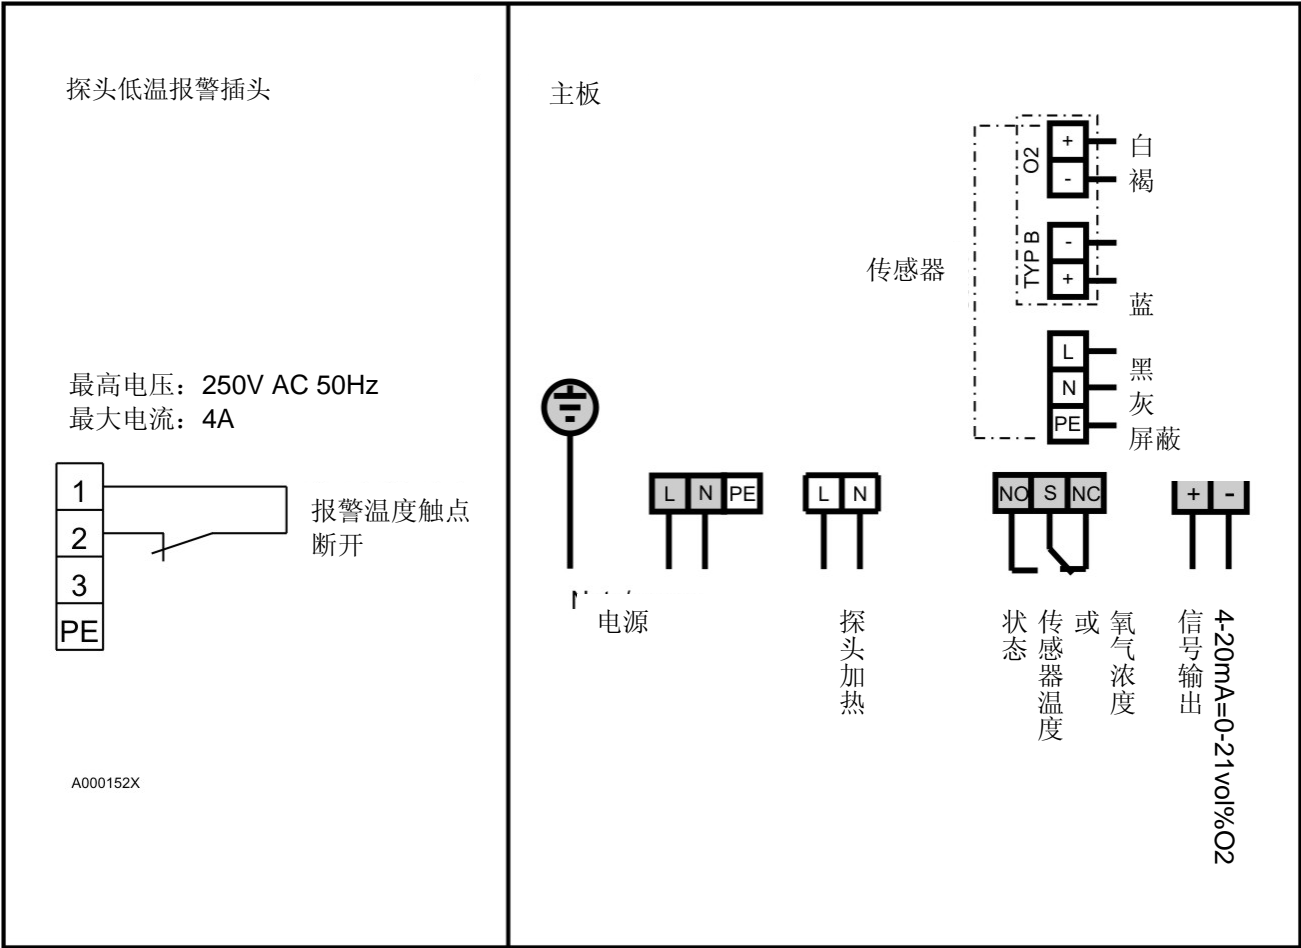 探头低温报警插头
最高电压：250V AC 50Hz
最大电流：4A
1
2
3
PE
报警温度触点
断开
A000152X
主板
传感器
O2
+
-
白
褐
TYP B
-
+
蓝
L
N
PE
黑
灰
屏蔽
L N PE
L N
NO S NC
+ -
电源
探头加热
状态
传感器温度
或
氧气浓度
信号输出
4-20mA=0-21vol%O2